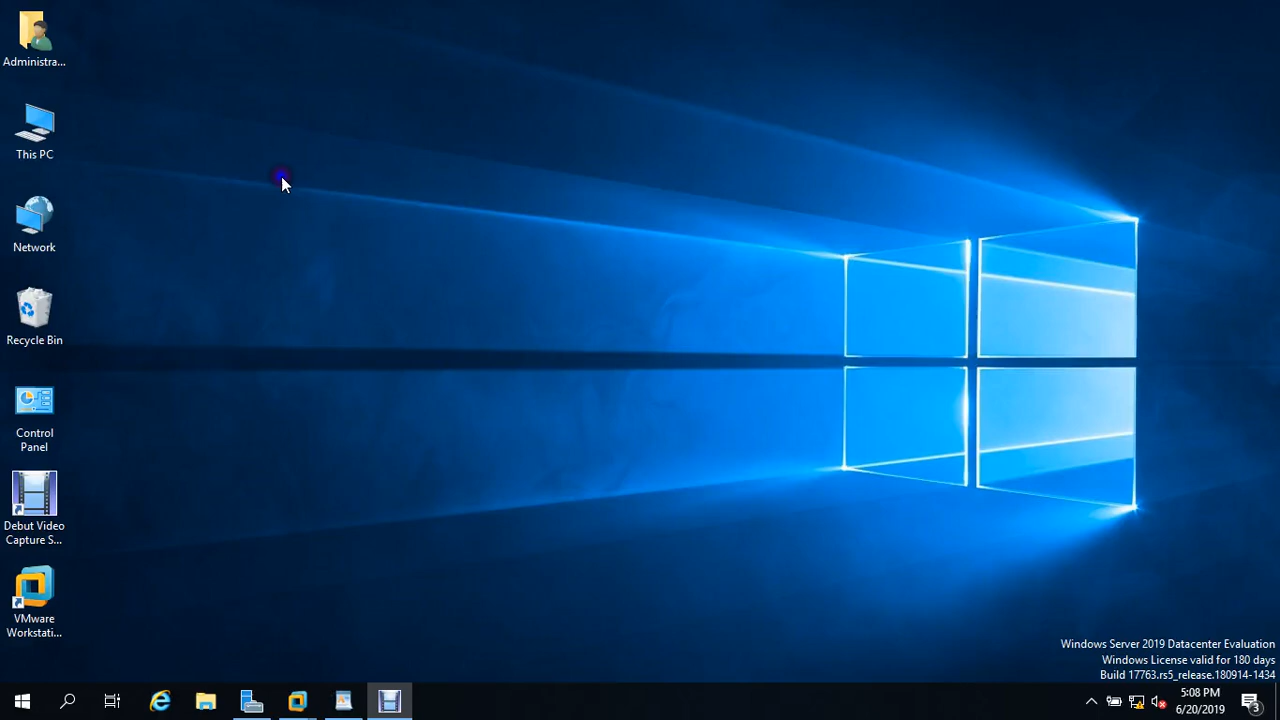 Administra...
This PC
Network
Recycle Bin
Control
Panel
Debut Video
Capture S...
VMware
Workstati...
Windows Server 2019 Datacenter Evaluation
Windows License valid for 180 days
Build 17763.rs5_release.180914-1434
5:08 PM
6/20/2019
3